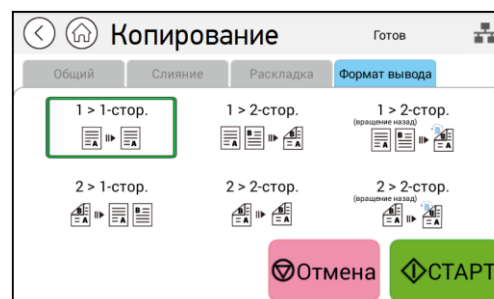 Копирование
Готов
Общий
Слияние
Раскладка
Формат вывода
1 > 1-стор.
1 > 2-стор.
1 > 2-стор.
(вращение назад)
2 > 1-стор.
2 > 2-стор.
2 > 2-стор.
(вращение назад)
Отмена
СТАРТ